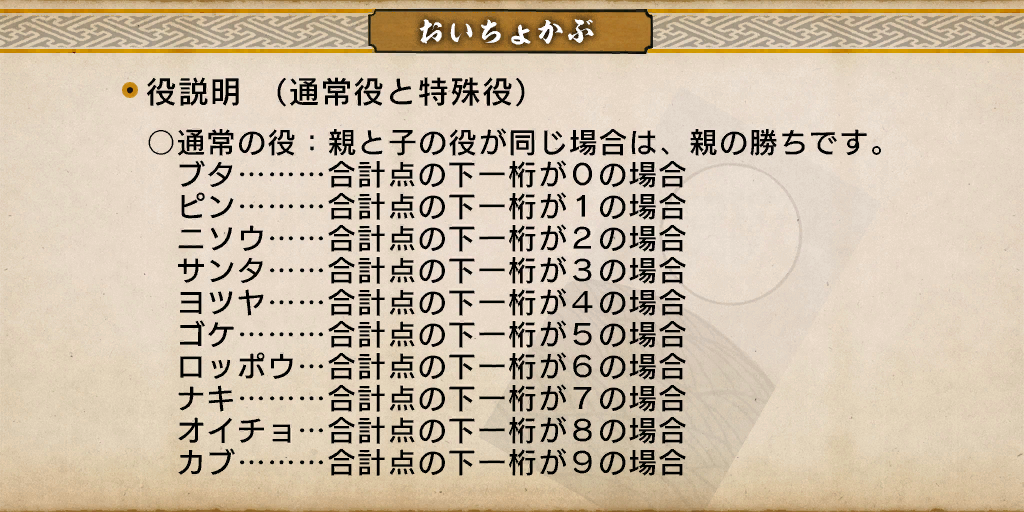 おいちょかぶ
役説明 （通常役と特殊役）
○通常の役：親と子の役が同じ場合は、親の勝ちです。
ブタ………合計点の下一桁が０の場合
ピン………合計点の下一桁が１の場合
ニソウ……合計点の下一桁が２の場合
サンタ……合計点の下一桁が３の場合
ヨツヤ……合計点の下一桁が４の場合
ゴケ………合計点の下一桁が５の場合
ロッポウ…合計点の下一桁が６の場合
ナキ………合計点の下一桁が７の場合
オイチョ…合計点の下一桁が８の場合
カブ………合計点の下一桁が９の場合